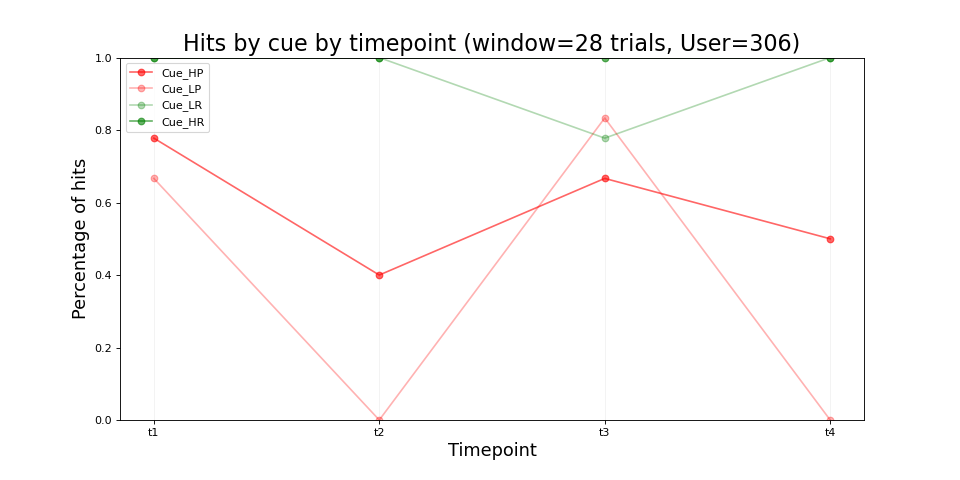 Hits by cue by timepoint (window=28 trials, User=306)
Percentage of hits
1.0
0.8
0.6
0.4
0.2
0.0
Cue_HP
Cue_LP
Cue_LR
Cue_HR
t1 t2 t3 t4
Timepoint